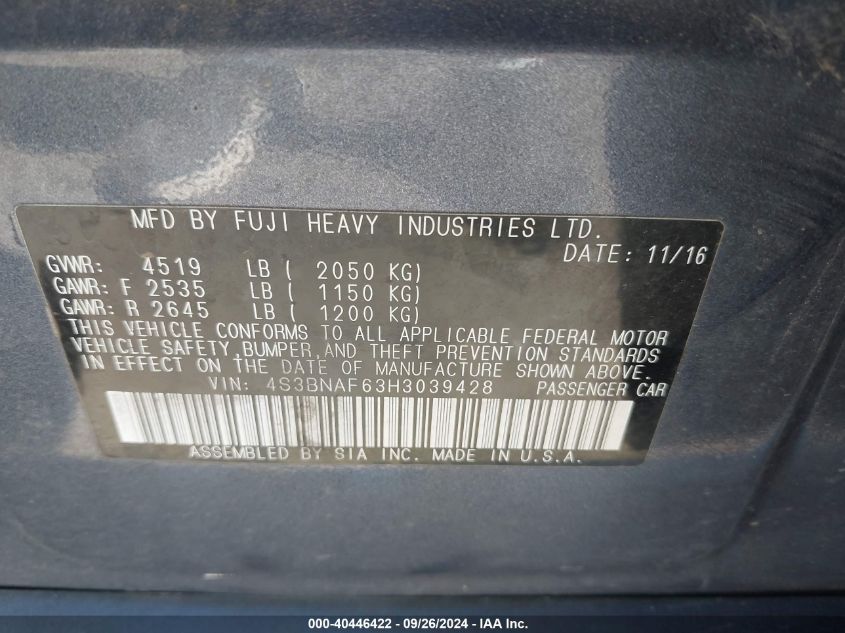 MFD BY FUJI HEAVY INDUSTRIES LTD.
DATE: 11/16
GVWR: 4519 LB ( 2050 KG)
GAWR: F 2535 LB ( 1150 KG)
GAWR: R 2645 LB ( 1200 KG)
THIS VEHICLE CONFORMS TO ALL APPLICABLE FEDERAL MOTOR
VEHICLE SAFETY, BUMPER, AND THEFT PREVENTION STANDARDS
IN EFFECT ON THE DATE OF MANUFACTURE SHOWN ABOVE.
VIN: 4S3BNAF63H3039428 PASSENGER CAR
ASSEMBLED BY SIA INC. MADE IN U.S.A.
000-40446422 - 09/26/2024 - IAA Inc.